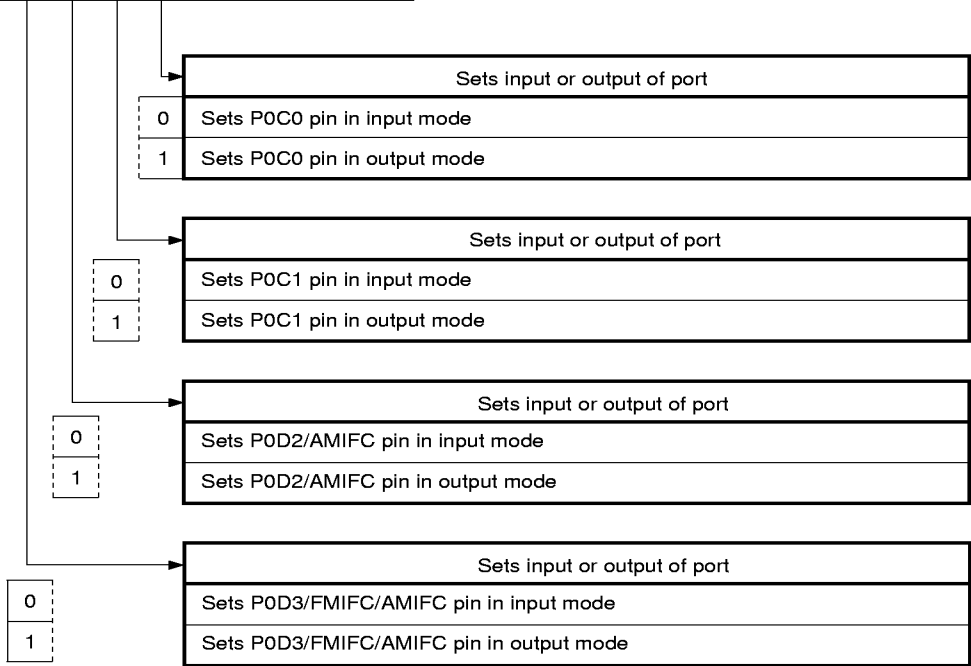 Sets input or output of port
0 Sets P0C0 pin in input mode
1 Sets P0C0 pin in output mode
Sets input or output of port
0 Sets P0C1 pin in input mode
1 Sets P0C1 pin in output mode
Sets input or output of port
0 Sets P0D2/AMIFC pin in input mode
1 Sets P0D2/AMIFC pin in output mode
Sets input or output of port
0 Sets P0D3/FMIFC/AMIFC pin in input mode
1 Sets P0D3/FMIFC/AMIFC pin in output mode